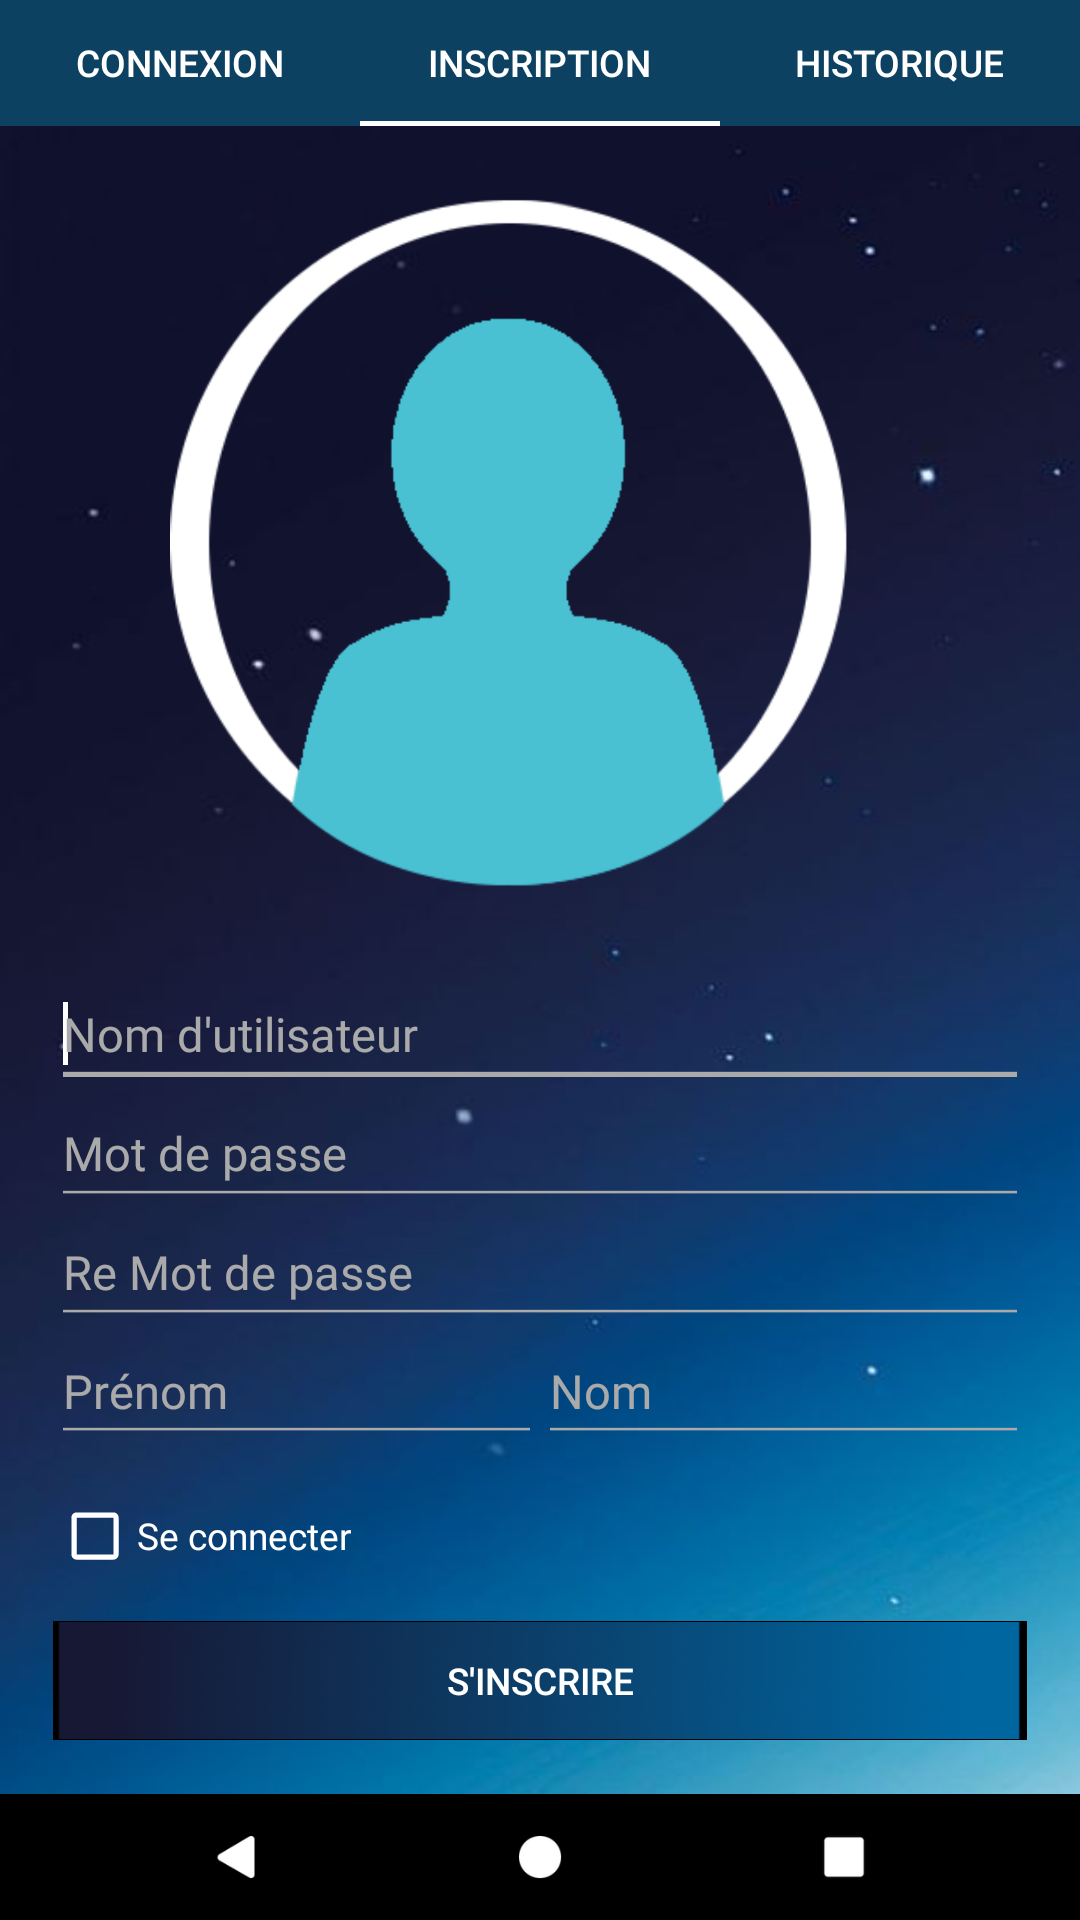 CONNEXION INSCRIPTION HISTORIQUE
Nom d'utilisateur
Mot de passe
Re Mot de passe
Prénom Nom
Se connecter
S'INSCRIRE